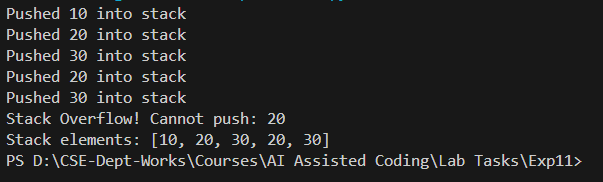 Pushed 10 into stack
Pushed 20 into stack
Pushed 30 into stack
Pushed 20 into stack
Pushed 30 into stack
Stack Overflow! Cannot push: 20
Stack elements: [10, 20, 30, 20, 30]
PS D:\CSE-Dept-Works\Courses\AI Assisted Coding\Lab Tasks\Exp11>